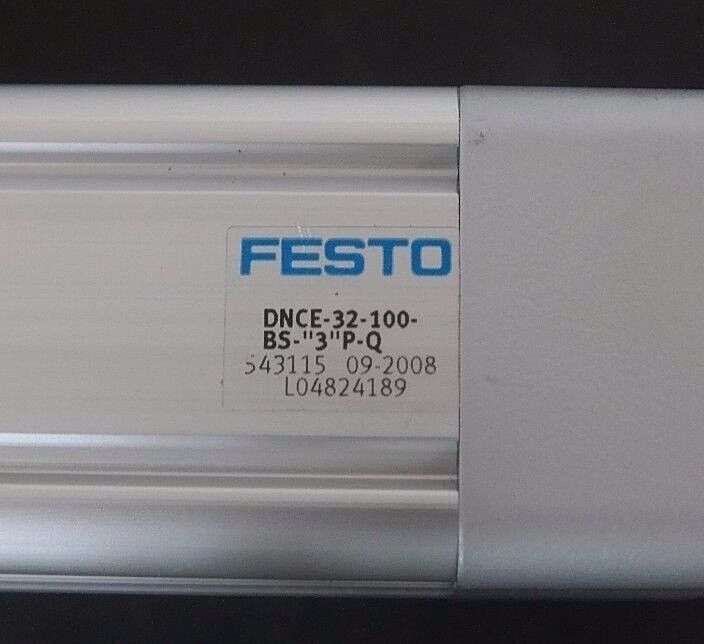 FESTO
DNCE-32-100-
BS-"3"P-Q
543115 09-2008
L04824189